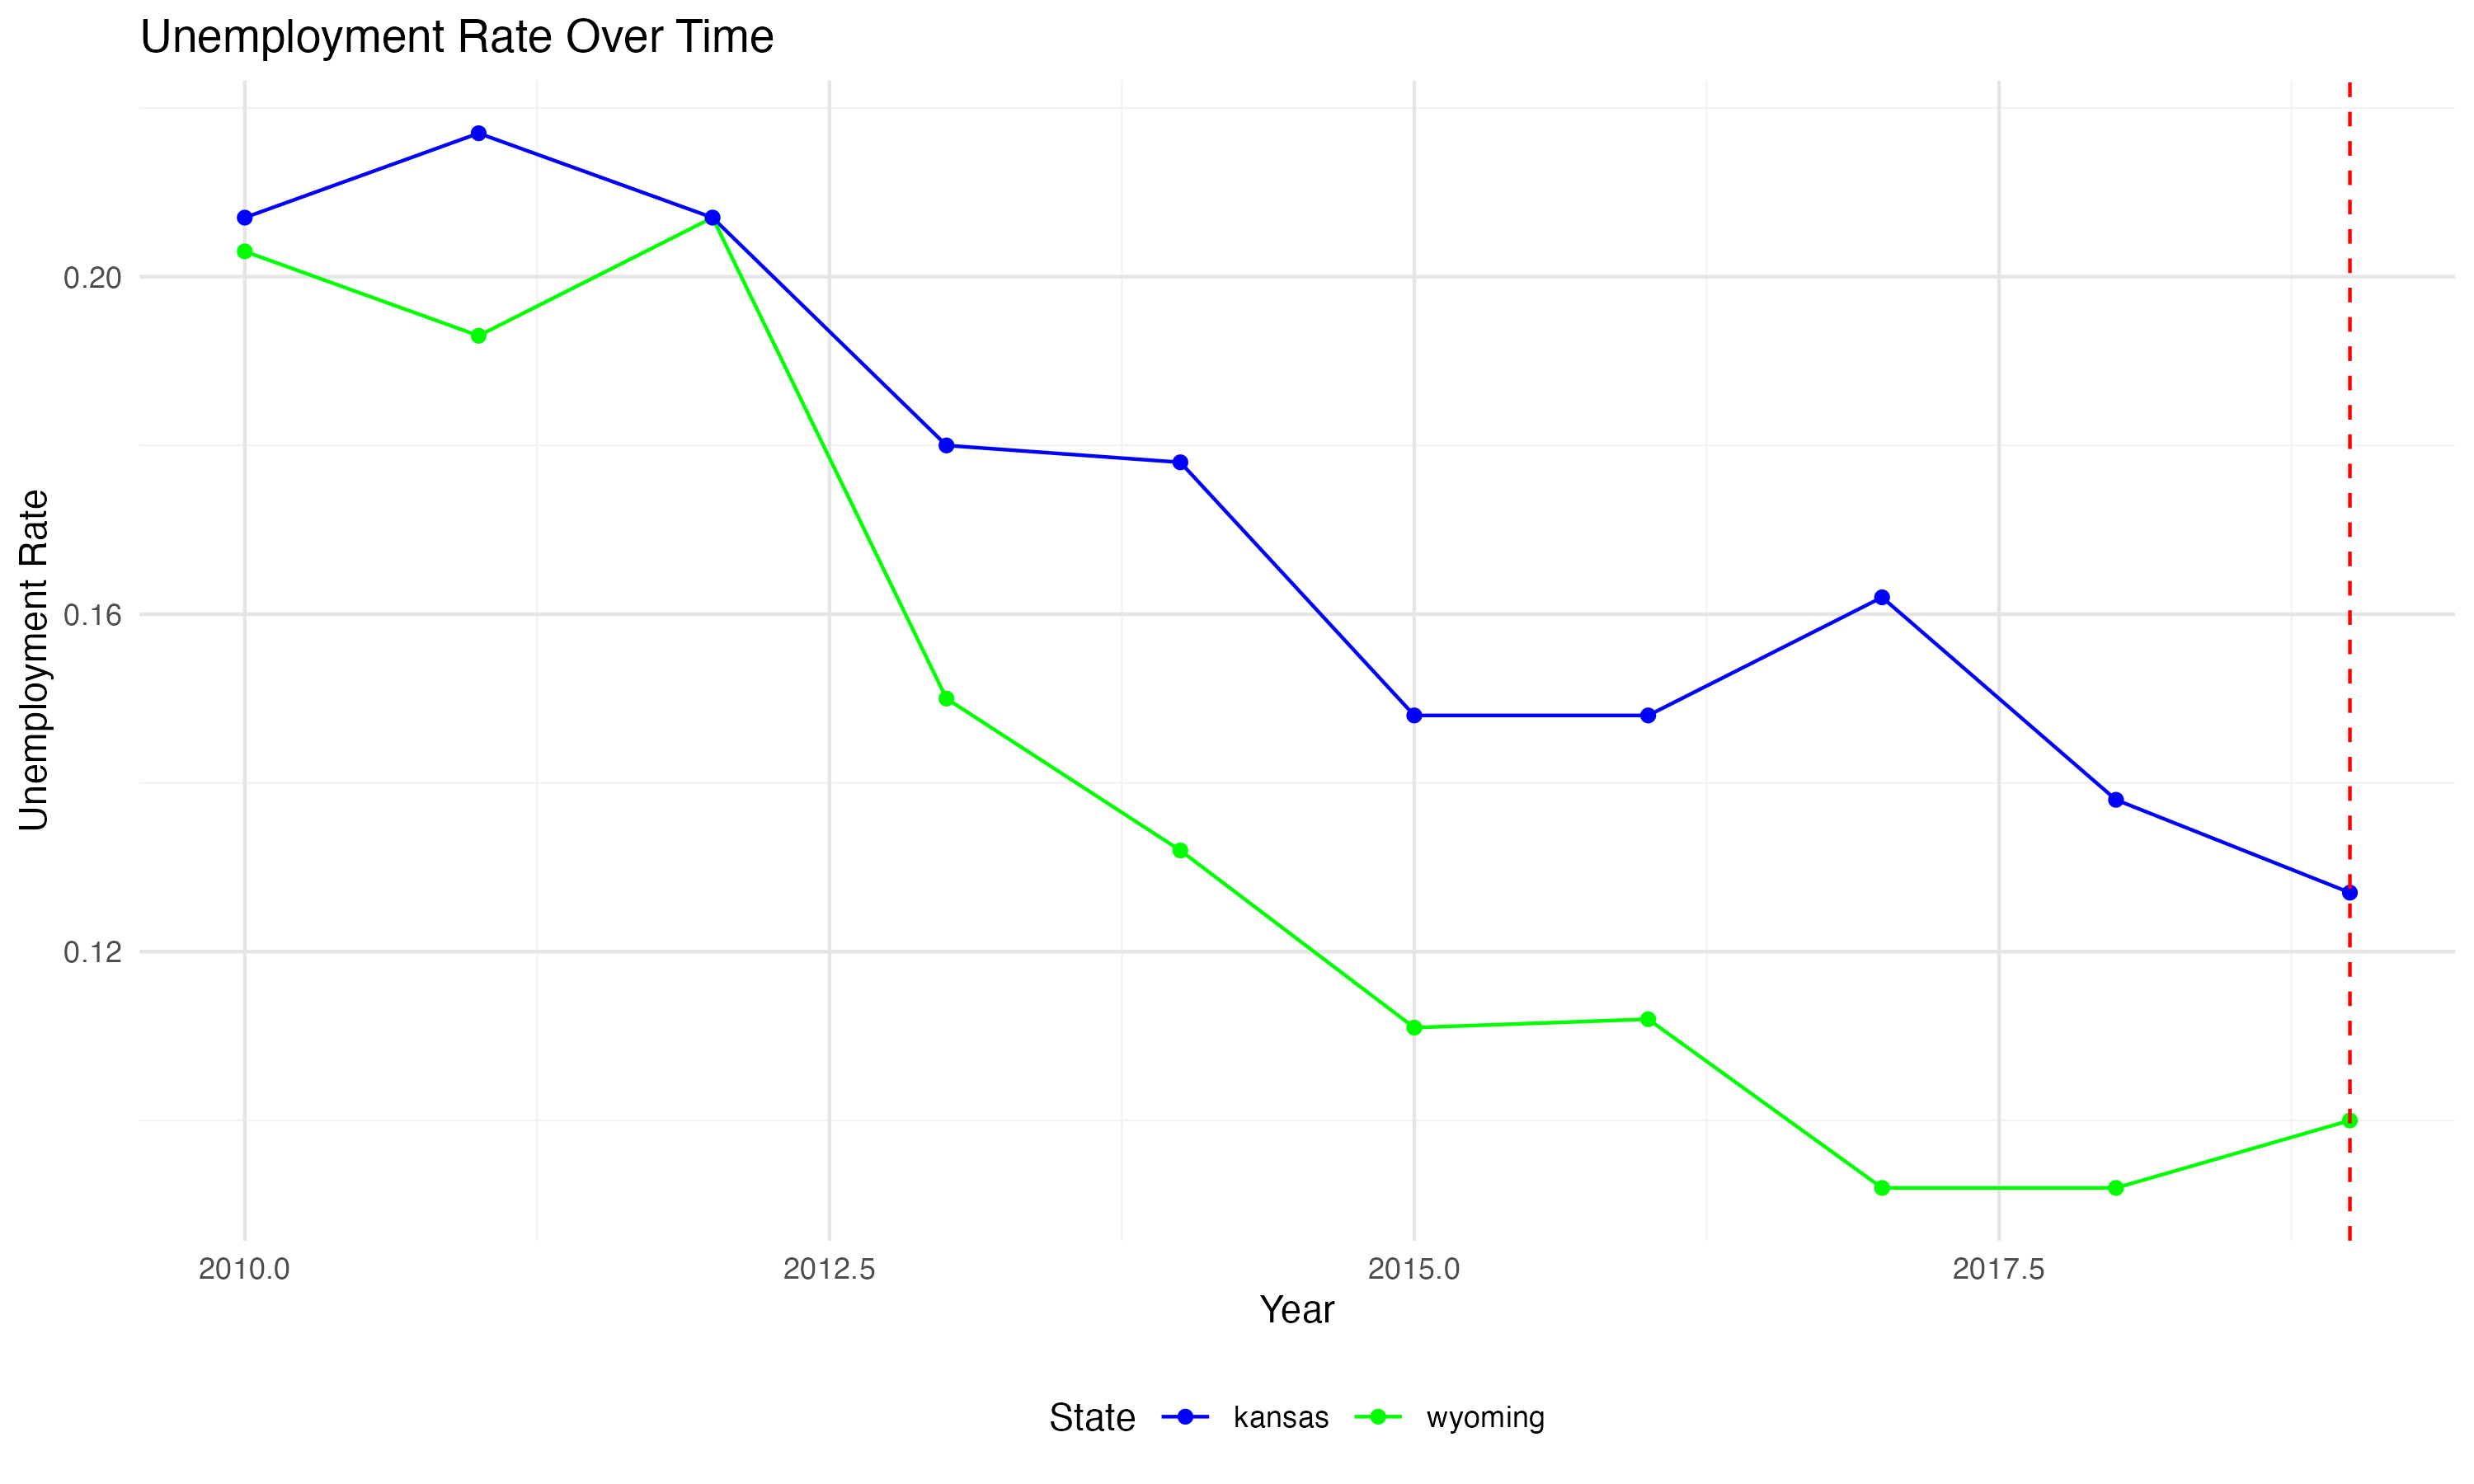 Unemployment Rate Over Time
Unemployment Rate
0.20
0.16
0.12
2010.0 2012.5 2015.0 2017.5
Year
State kansas wyoming